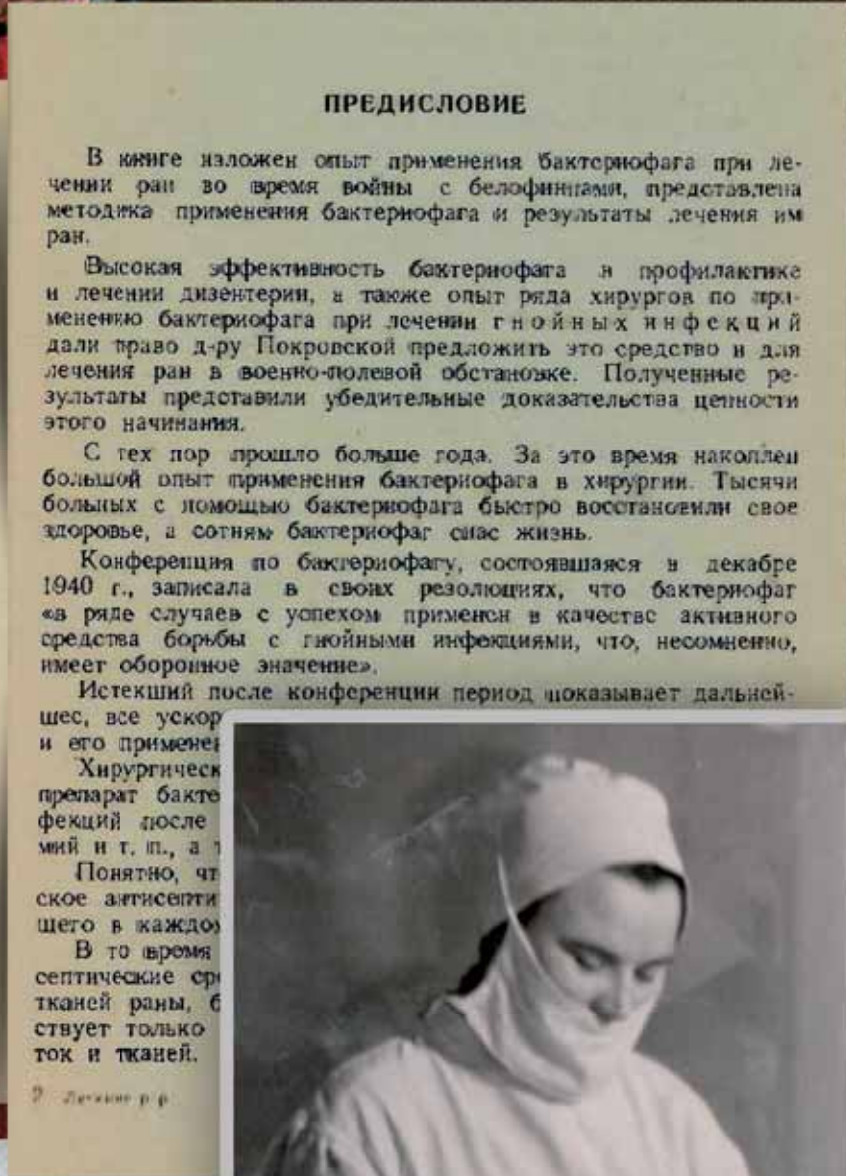 ПРЕДИСЛОВИЕ
В книге изложен опыт применения бактериофага при ле-
чении ран во время войны с белофиннами, представлена
методика применения бактериофага и результаты лечения им
ран.
Высокая эффективность бактериофага в профилактике
и лечении дизентерии, а также опыт ряда хирургов по при-
менению бактериофага при лечении гнойных инфекций
дали право д-ру Покровской предложить это средство и для
лечения ран в военно-полевой обстановке. Полученные ре-
зультаты представили убедительные доказательства ценности
этого начинания.
С тех пор прошло больше года. За это время накоплен
большой опыт применения бактериофага в хирургии. Тысячи
больных с помощью бактериофага быстро восстановили свое
здоровье, а сотням бактериофаг спас жизнь.
Конференция по бактериофагу, состоявшаяся в декабре
1940 г., записала в своих резолюциях, что бактериофаг
«в ряде случаев с успехом применен в качестве активного
средства борьбы с гнойными инфекциями, что, несомненно,
имеет оборонное значение».
Истекший после конференции период показывает дальней-
шее, все ускор
и его примене
Хирургическ
препарат бакте
фекций после
мий и т. п., а т
Понятно, чт
ское антисепти
щего в каждо
В то время
септические ср
тканей раны, б
ствует только
ток и тканей.
2